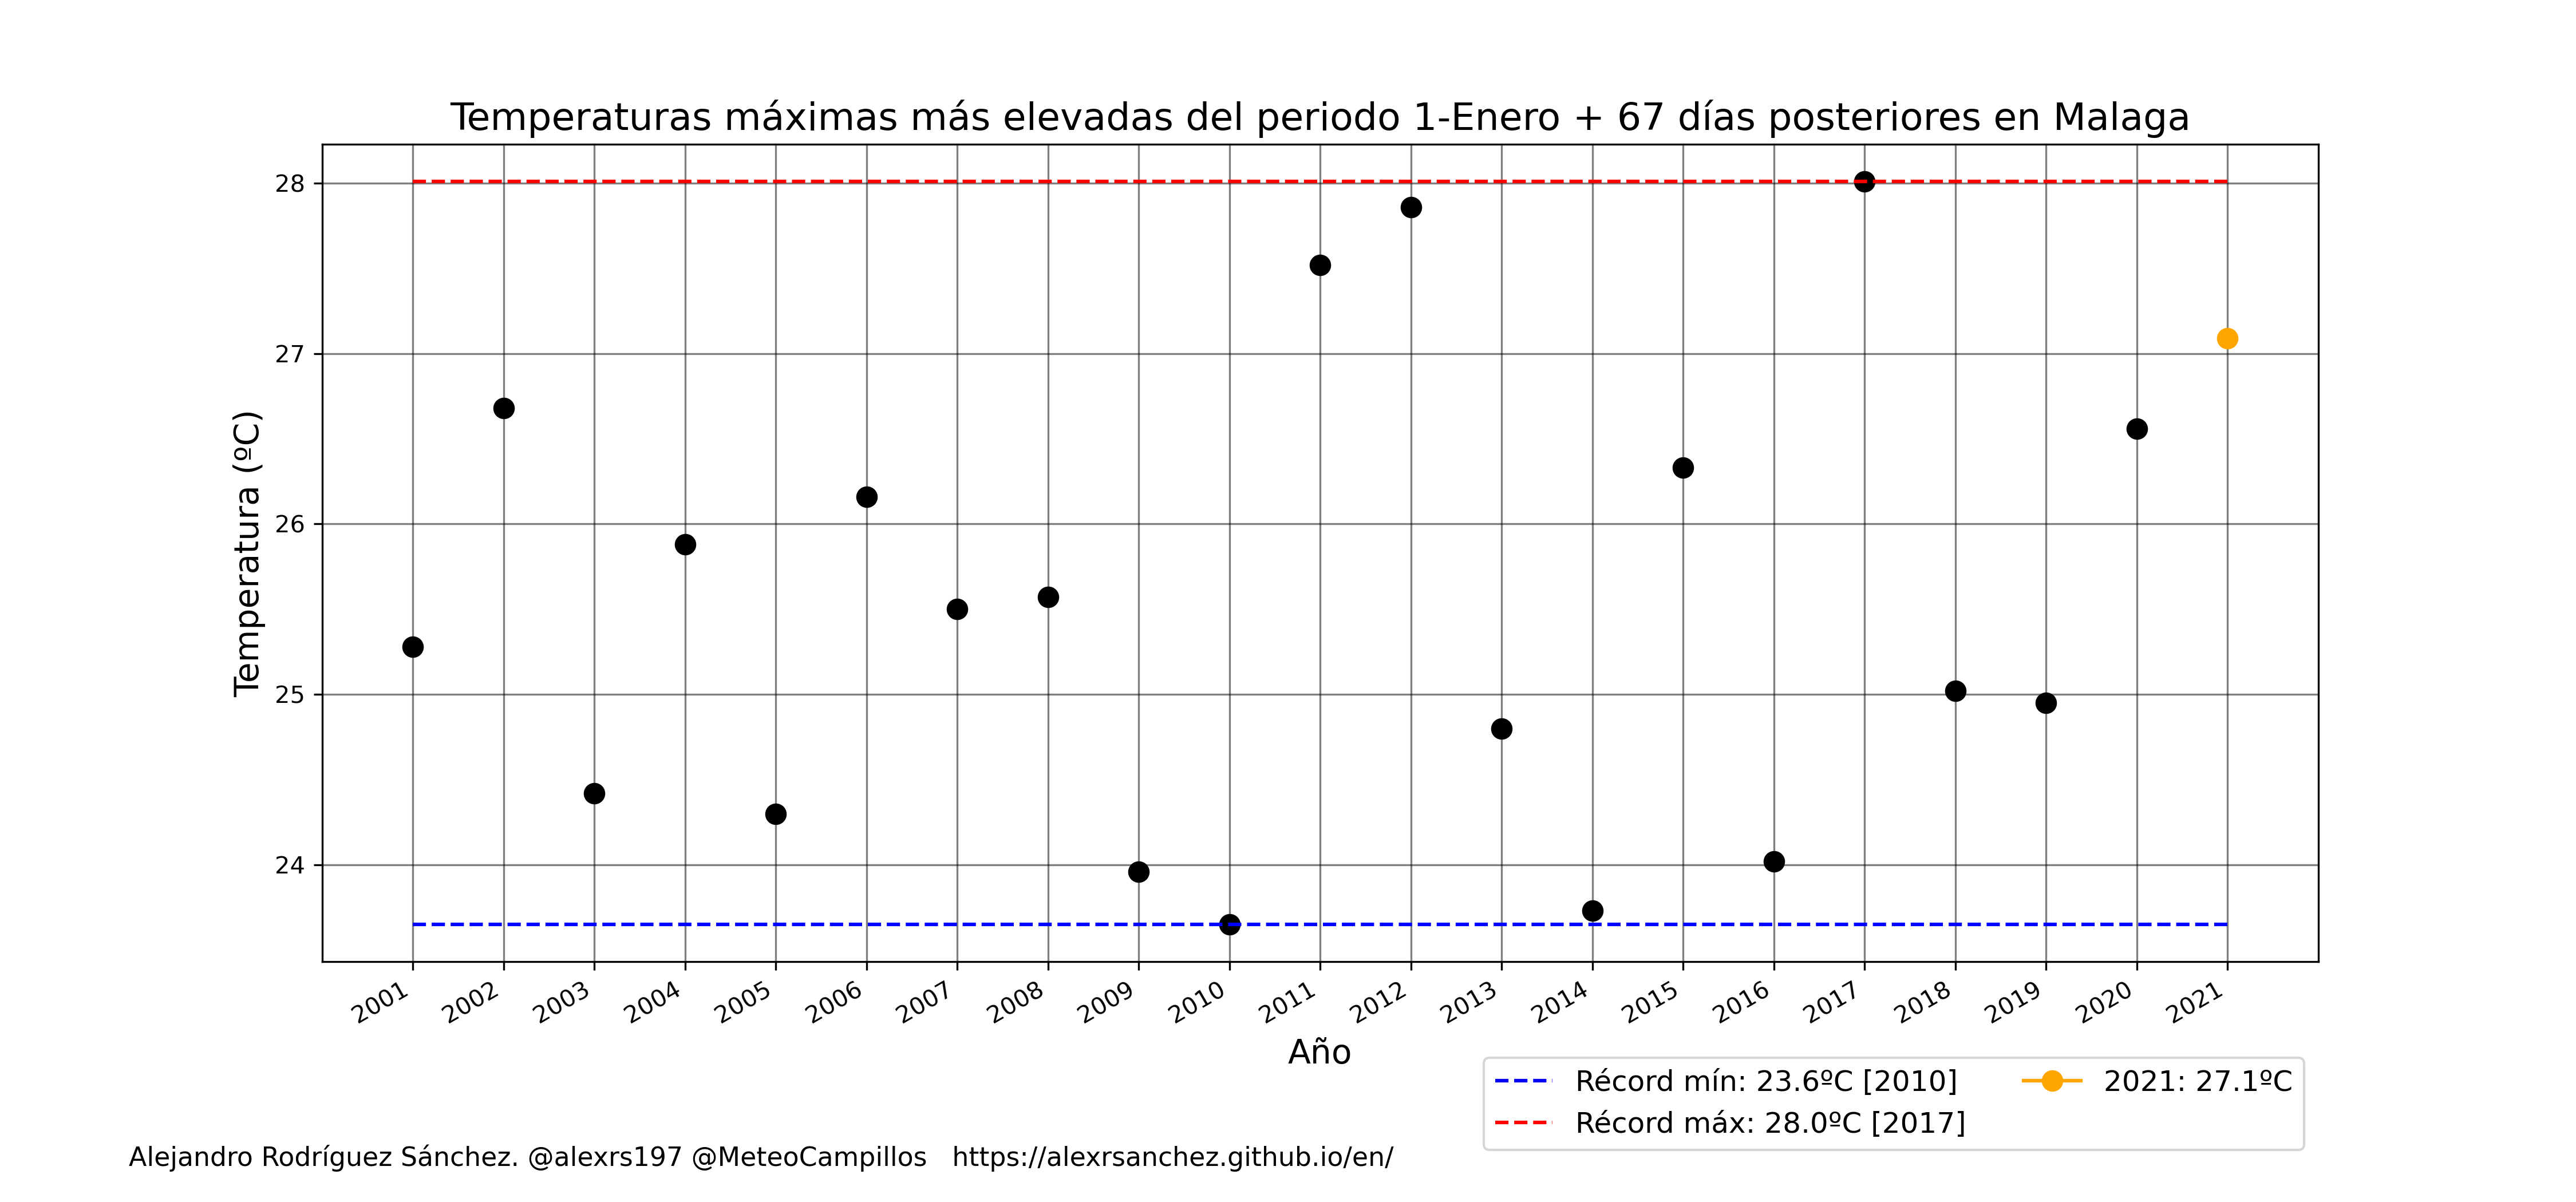 Temperaturas máximas más elevadas del periodo 1-Enero + 67 días posteriores en Malaga
Temperatura (ºC)
28
27
26
25
24
2001 2002 2003 2004 2005 2006 2007 2008 2009 2010 2011 2012 2013 2014 2015 2016 2017 2018 2019 2020 2021
Año
Récord mín: 23.6ºC [2010]
Récord máx: 28.0ºC [2017]
2021: 27.1ºC
Alejandro Rodríguez Sánchez. @alexrs197 @MeteoCampillos https://alexrsanchez.github.io/en/